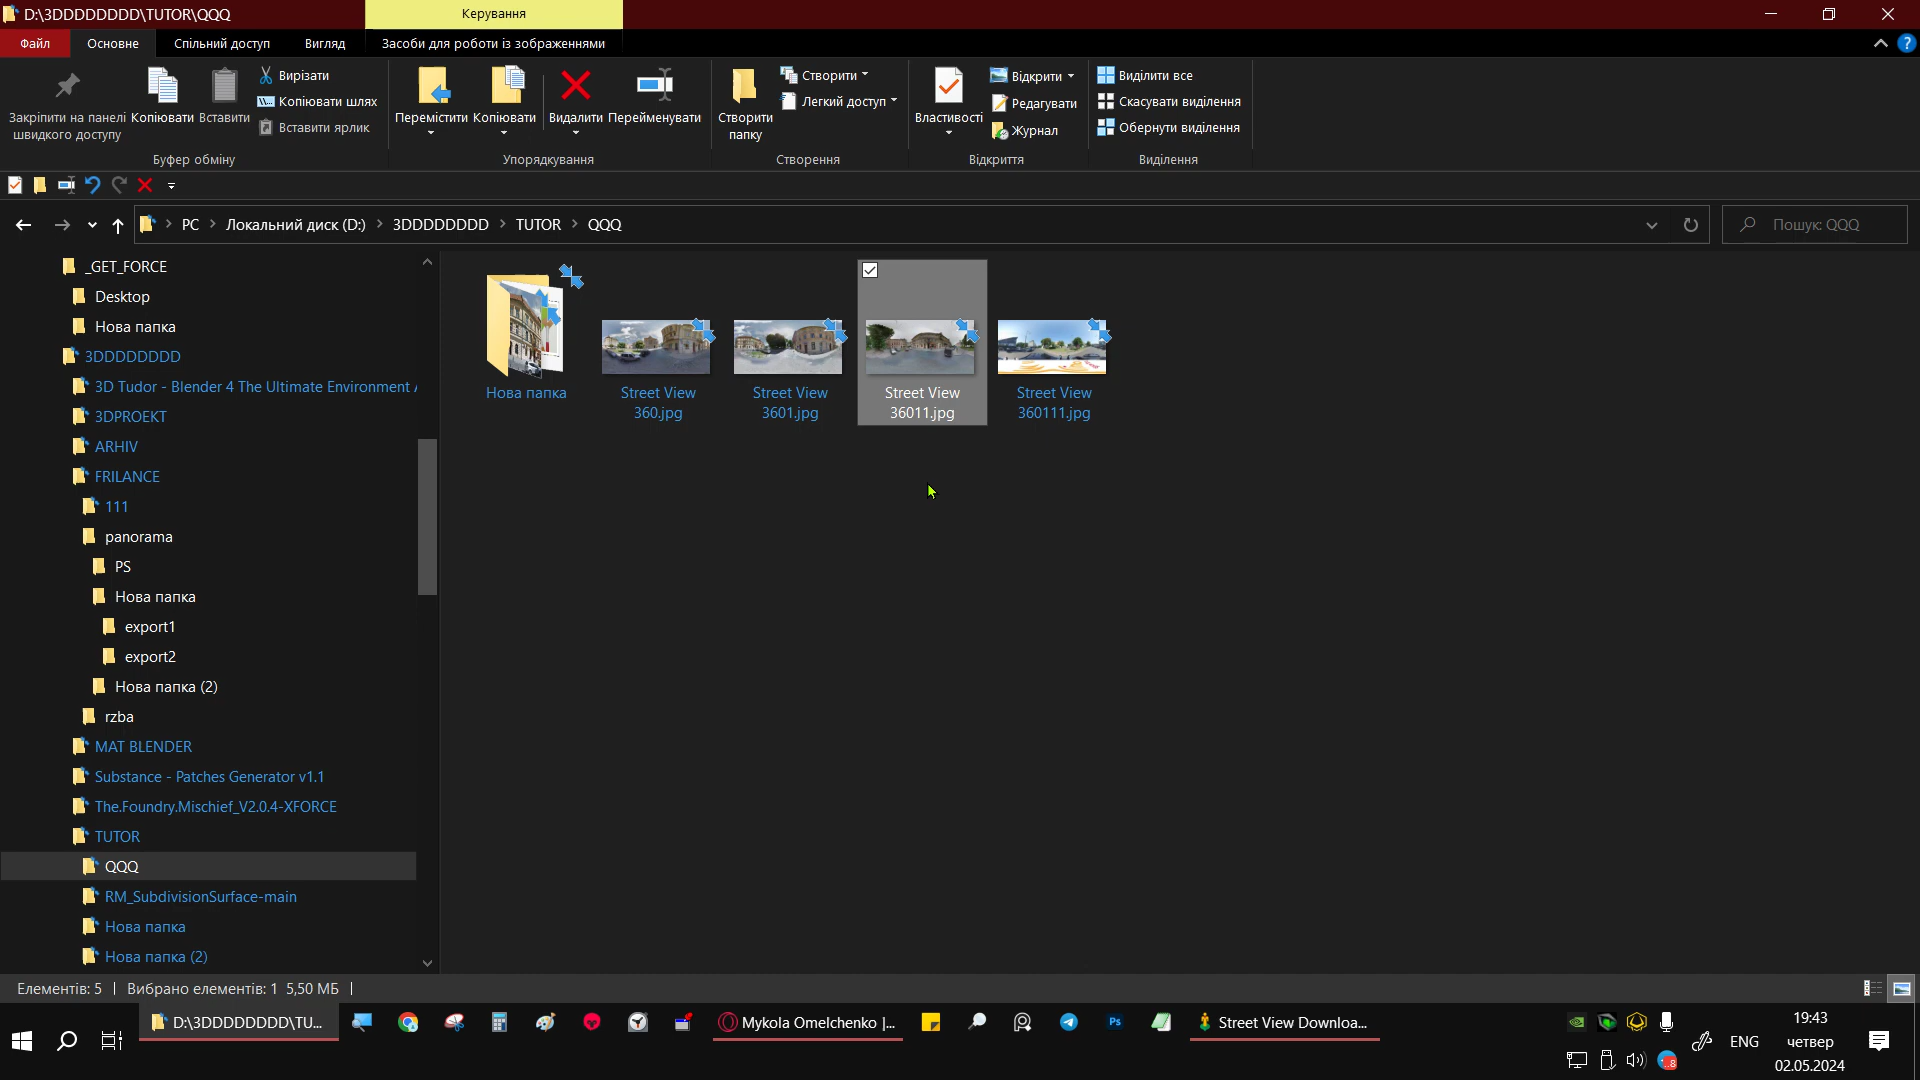 D:\3DDDDDDDD\TUTOR\QQQ
Керування
Файл
Основне
Спільний доступ
Вигляд
Засоби для роботи із зображеннями
Закріпити на панелі
швидкого доступу
Копіювати
Вставити
Вирізати
Копіювати шлях
Вставити ярлик
Буфер обміну
Перемістити
Копіювати
Видалити
Перейменувати
Упорядкування
Створити
папку
Створити
Легкий доступ
Створення
Властивості
Відкрити
Редагувати
Журнал
Відкриття
Виділити все
Скасувати виділення
Обернути виділення
Виділення
PC
Локальний диск (D:)
3DDDDDDDD
TUTOR
QQQ
Пошук: QQQ
_GET_FORCE
Desktop
Нова папка
3DDDDDDDD
3D Tudor - Blender 4 The Ultimate Environment
3DPROEKT
ARHIV
FRILANCE
111
panorama
PS
Нова папка
export1
export2
Нова папка (2)
rzba
MAT BLENDER
Substance - Patches Generator v1.1
The.Foundry.Mischief_V2.0.4-XFORCE
TUTOR
QQQ
RM_SubdivisionSurface-main
Нова папка
Нова папка (2)
Нова папка
Street View
360.jpg
Street View
3601.jpg
Street View
36011.jpg
Street View
360111.jpg
Елементів: 5
Вибрано елементів: 1 5,50 МБ
D:\3DDDDDDDD\TU...
Mykola Omelchenko |...
Ps
Street View Downloa...
ENG
19:43
четвер
02.05.2024